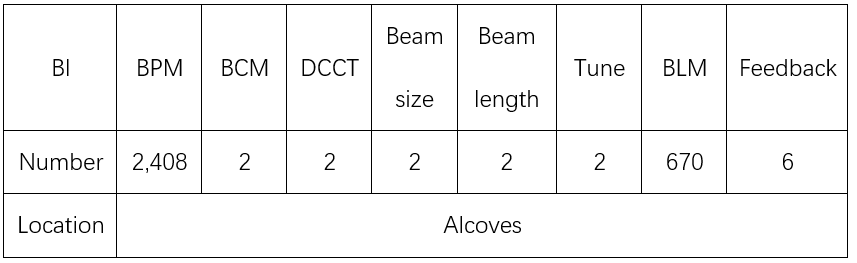 BI BPM BCM DCCT Beam size Beam length Tune BLM Feedback
Number 2,408 2 2 2 2 2 670 6
Location Alcoves